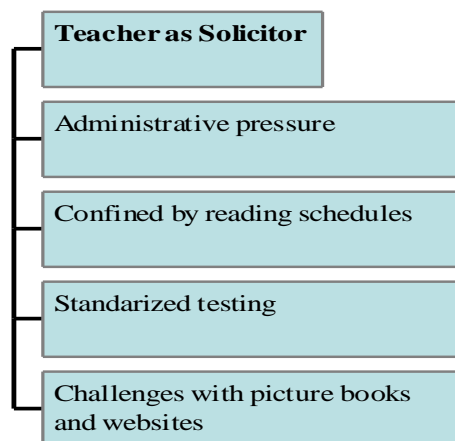 Teacher as Solicitor
Administrative pressure
Confined by reading schedules
Standarized testing
Challenges with picture books
and websites